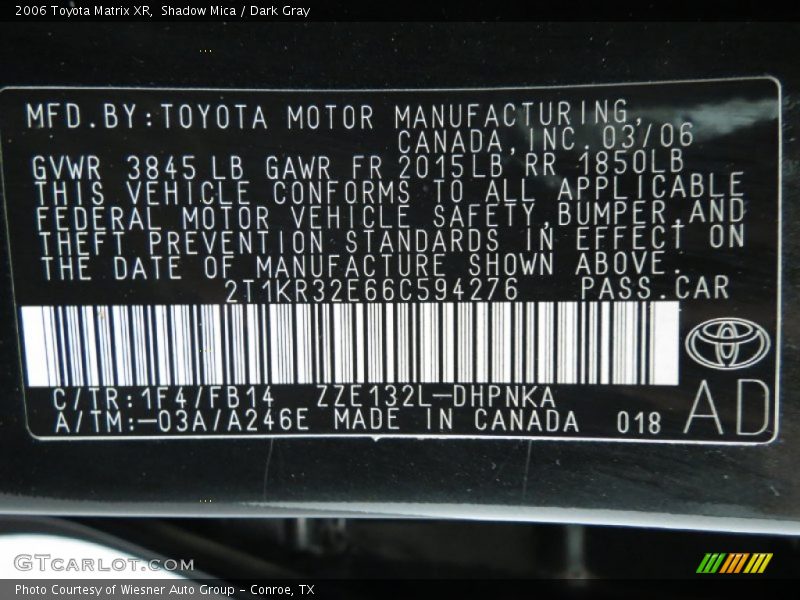 2006 Toyota Matrix XR,  Shadow Mica / Dark Gray
MFD.BY:TOYOTA MOTOR MANUFACTURING,
CANADA,INC. 03/06
GVWR 3845LB GAWR FR 2015LB RR 1850LB
THIS VEHICLE CONFORMS TO ALL APPLICABLE
FEDERAL MOTOR VEHICLE SAFETY,BUMPER,AND
THEFT PREVENTION STANDARDS IN EFFECT ON
THE DATE OF MANUFACTURE SHOWN ABOVE.
2T1KR32E66C594276 PASS.CAR
C/TR:1F4/FB14 ZZE132L-DHPNKA
A/TM:-03A/A246E MADE IN CANADA 018
AD
GTCARLOT.COM
Photo Courtesy of Wiesner Auto Group - Conroe, TX